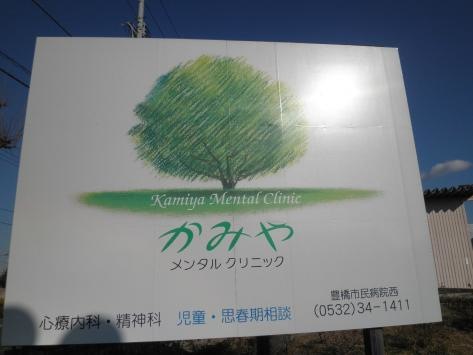 Kamiya Mental Clinic
かみや
メンタル クリニック
豊橋市民病院西
心療内科・精神科 児童・思春期相談 (0532)34-1411